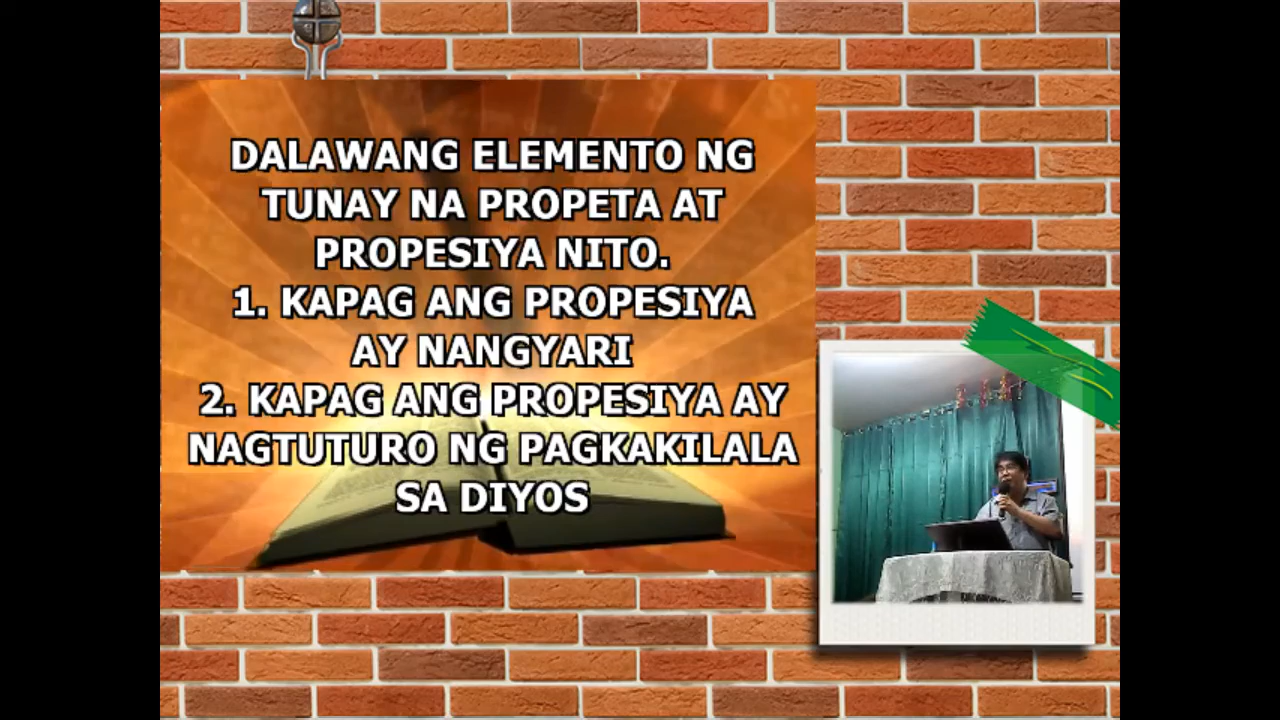 DALAWANG ELEMENTO NG
TUNAY NA PROPETA AT
PROPESIYA NITO.
1. KAPAG ANG PROPESIYA
AY NANGYARI
2. KAPAG ANG PROPESIYA AY
NAGTUTURO NG PAGKAKILALA
SA DIYOS